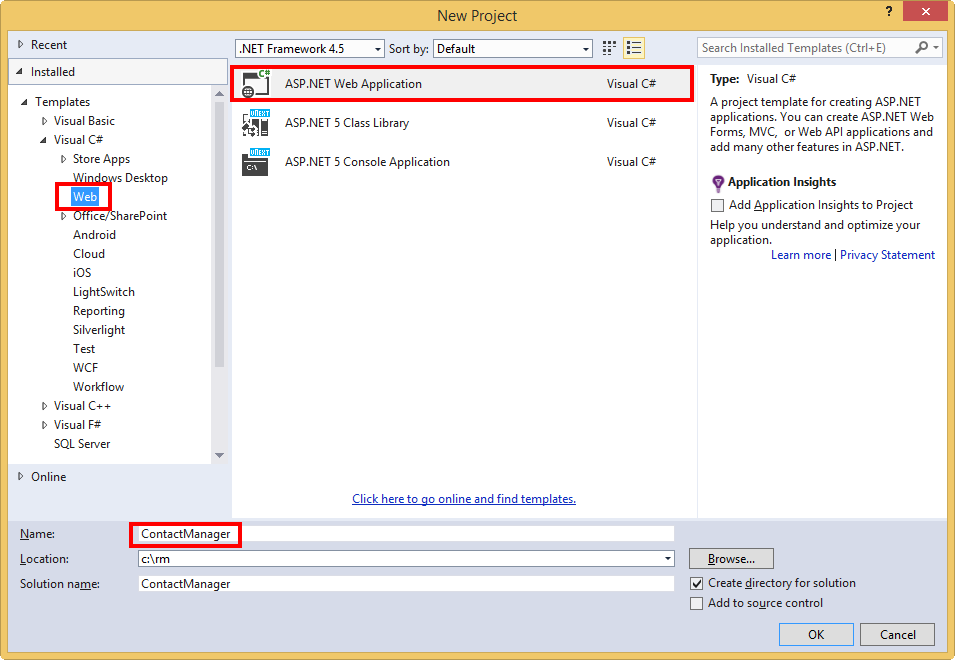 New Project
?
Recent
Installed
Templates
Visual Basic
Visual C#
Store Apps
Windows Desktop
Web
Office/SharePoint
Android
Cloud
iOS
LightSwitch
Reporting
Silverlight
Test
WCF
Workflow
Visual C++
Visual F#
SQL Server
Online
.NET Framework 4.5 Sort by: Default
C# ASP.NET Web Application Visual C#
VNEXT ASP.NET 5 Class Library Visual C#
VNEXT C:\ ASP.NET 5 Console Application Visual C#
Click here to go online and find templates.
Search Installed Templates (Ctrl+E)
Type: Visual C#
A project template for creating ASP.NET
applications. You can create ASP.NET Web
Forms, MVC, or Web API applications and
add many other features in ASP.NET.
Application Insights
Add Application Insights to Project
Help you understand and optimize your
application.
Learn more | Privacy Statement
Name: ContactManager
Location: c:\rm Browse...
Solution name: ContactManager
Create directory for solution
Add to source control
OK Cancel